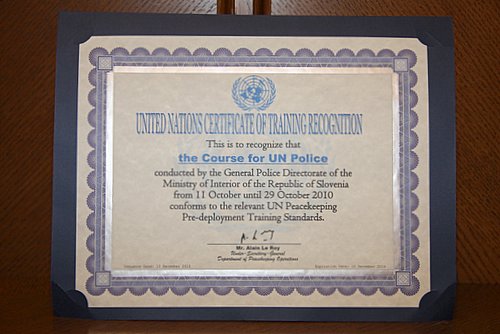 UNITED NATIONS CERTIFICATE OF TRAINING RECOGNITION
This is to recognize that
the Course for UN Police
conducted by the General Police Directorate of the
Ministry of Interior of the Republic of Slovenia
from 11 October until 29 October 2010
conforms to the relevant UN Peacekeeping
Pre-deployment Training Standards.
Mr. Alain Le Roy
Under-Secretary-General
Department of Peacekeeping Operations